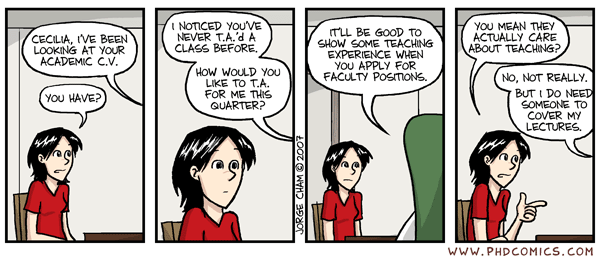 CECILIA, I'VE BEEN
LOOKING AT YOUR
ACADEMIC C.V.
YOU HAVE?
I NOTICED YOU'VE
NEVER T.A.'d A
CLASS BEFORE.
HOW WOULD YOU
LIKE TO T.A.
FOR ME THIS
QUARTER?
JORGE CHAM © 2007
IT'LL BE GOOD TO
SHOW SOME TEACHING
EXPERIENCE WHEN
YOU APPLY FOR
FACULTY POSITIONS.
YOU MEAN THEY
ACTUALLY CARE
ABOUT TEACHING?
NO, NOT REALLY.
BUT I DO NEED
SOMEONE TO
COVER MY
LECTURES.
WWW.PHDCOMICS.COM